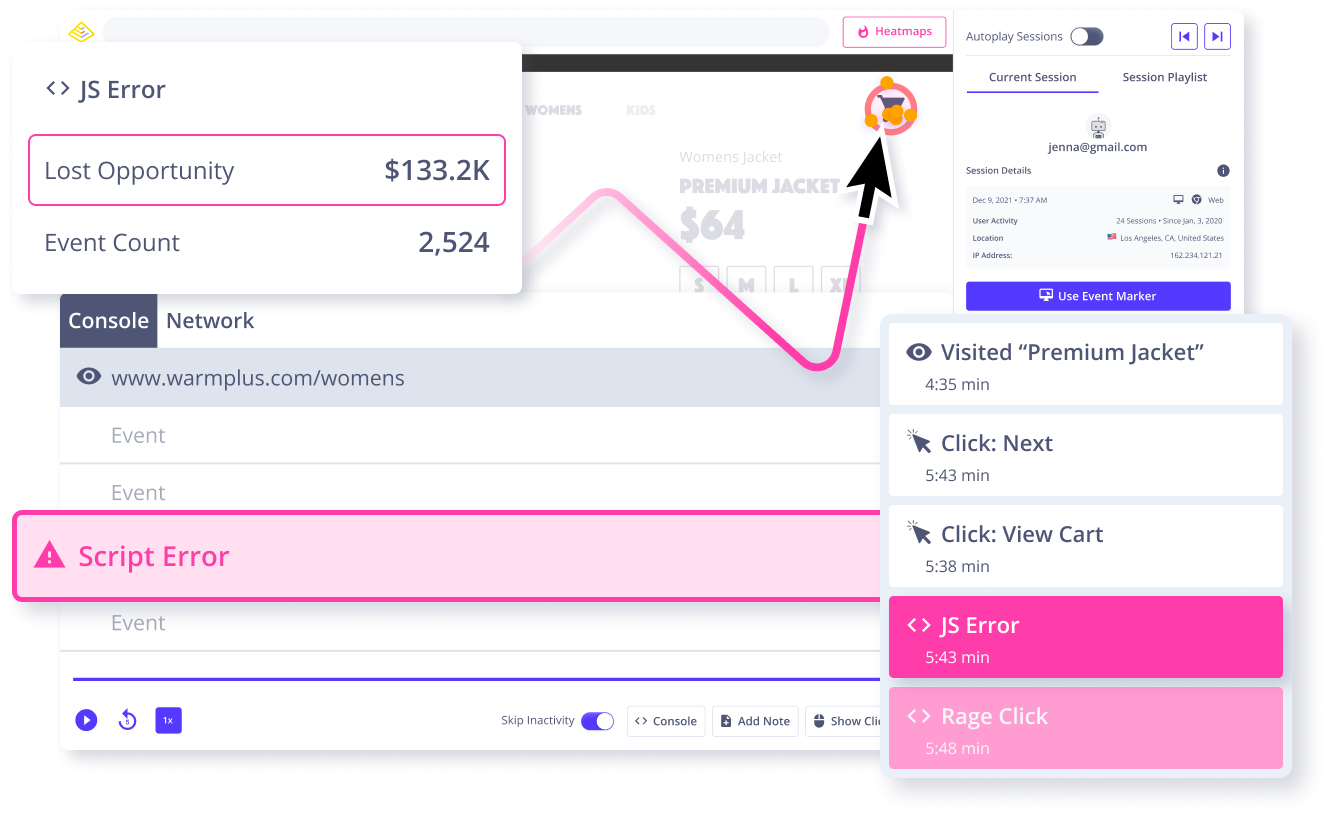 Heatmaps
JS Error
Lost Opportunity $133.2K
Event Count 2,524
WOMENS KIDS
Womens Jacket
PREMIUM JACKET
$64
S M L
Autoplay Sessions
Current Session Session Playlist
jenna@gmail.com
Session Details
Dec 9, 2021 • 7:37 AM Web
User Activity 24 Sessions • Since Jan, 3, 2020
Location Los Angeles, CA, United States
IP Address: 162.234.121.21
Use Event Marker
Console Network
www.warmplus.com/womens
Event
Event
Script Error
Event
1x
5
Skip Inactivity
Console
Add Note
Show
Visited “Premium Jacket”
4:35 min
Click: Next
5:43 min
Click: View Cart
5:38 min
JS Error
5:43 min
Rage Click
5:48 min